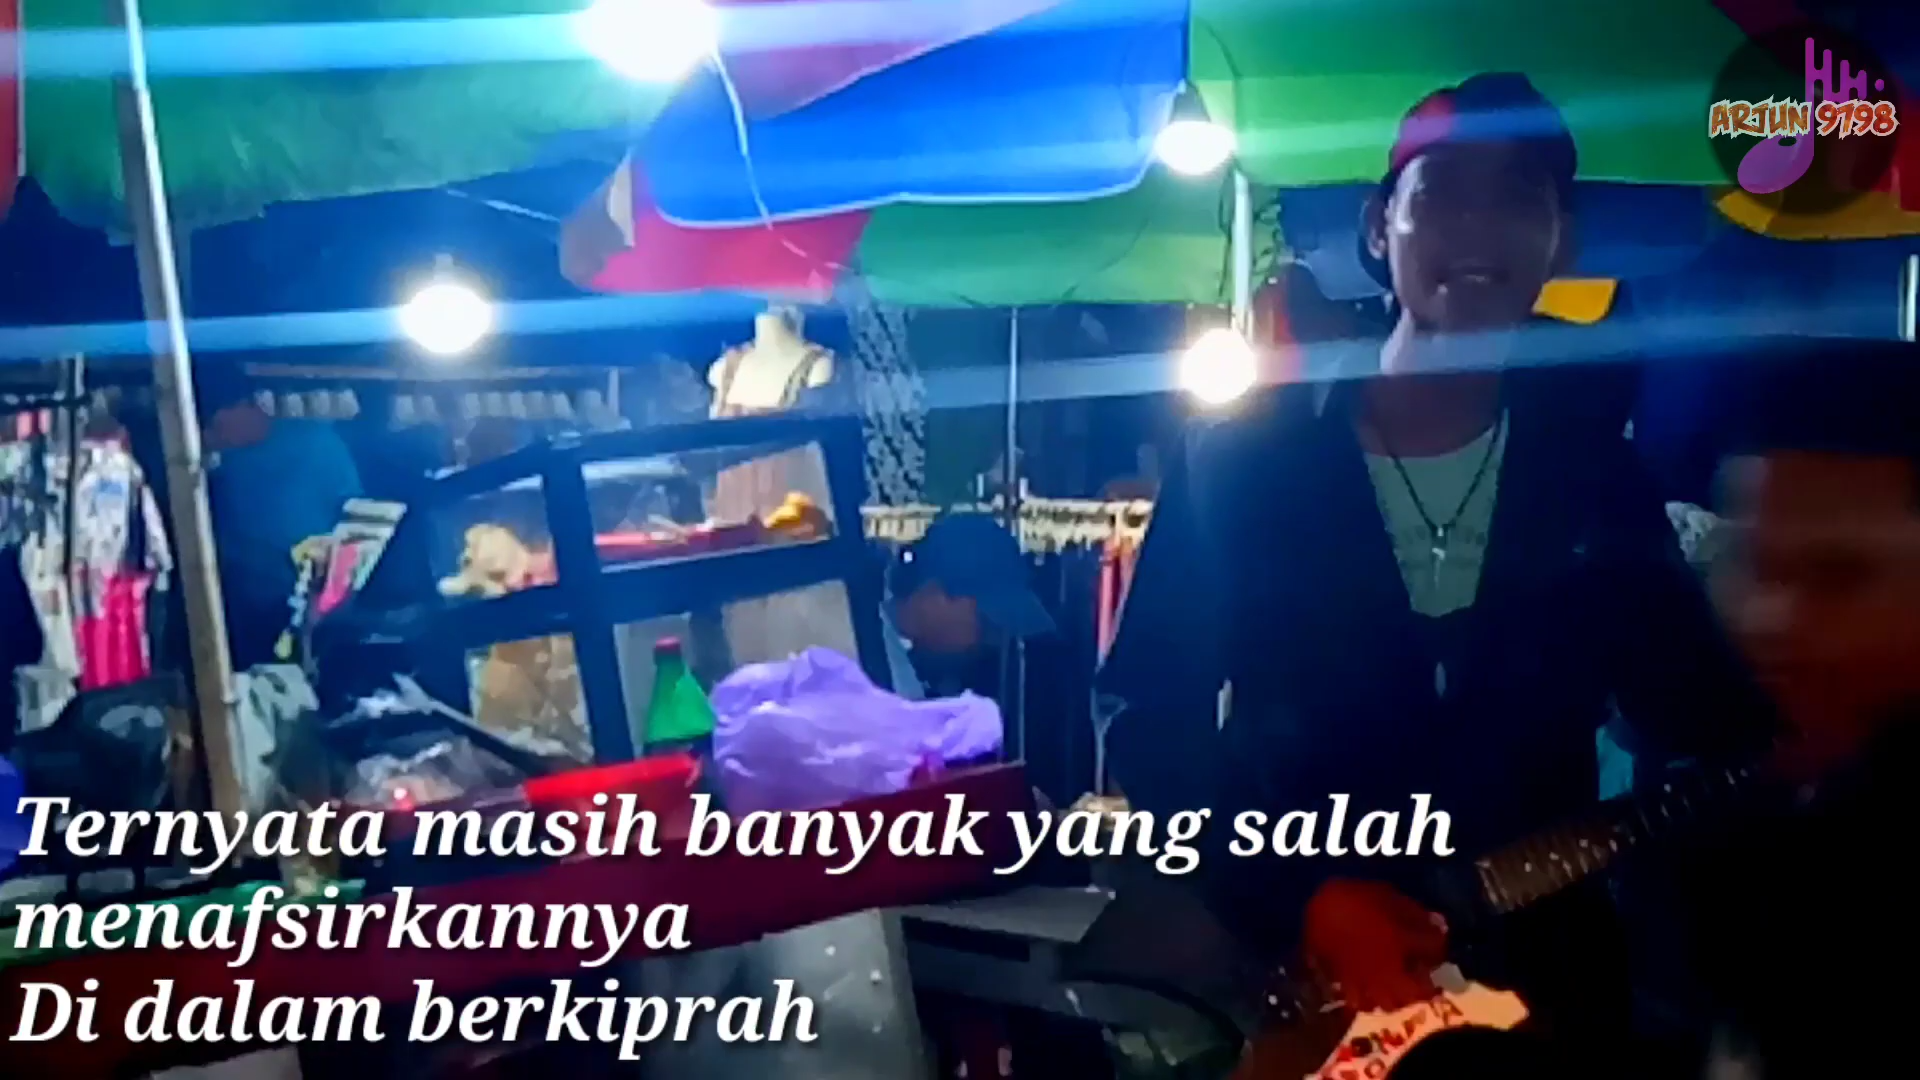 ARJUN 9798
Ternyata masih banyak yang salah
menafsirkannya
Di dalam berkiprah